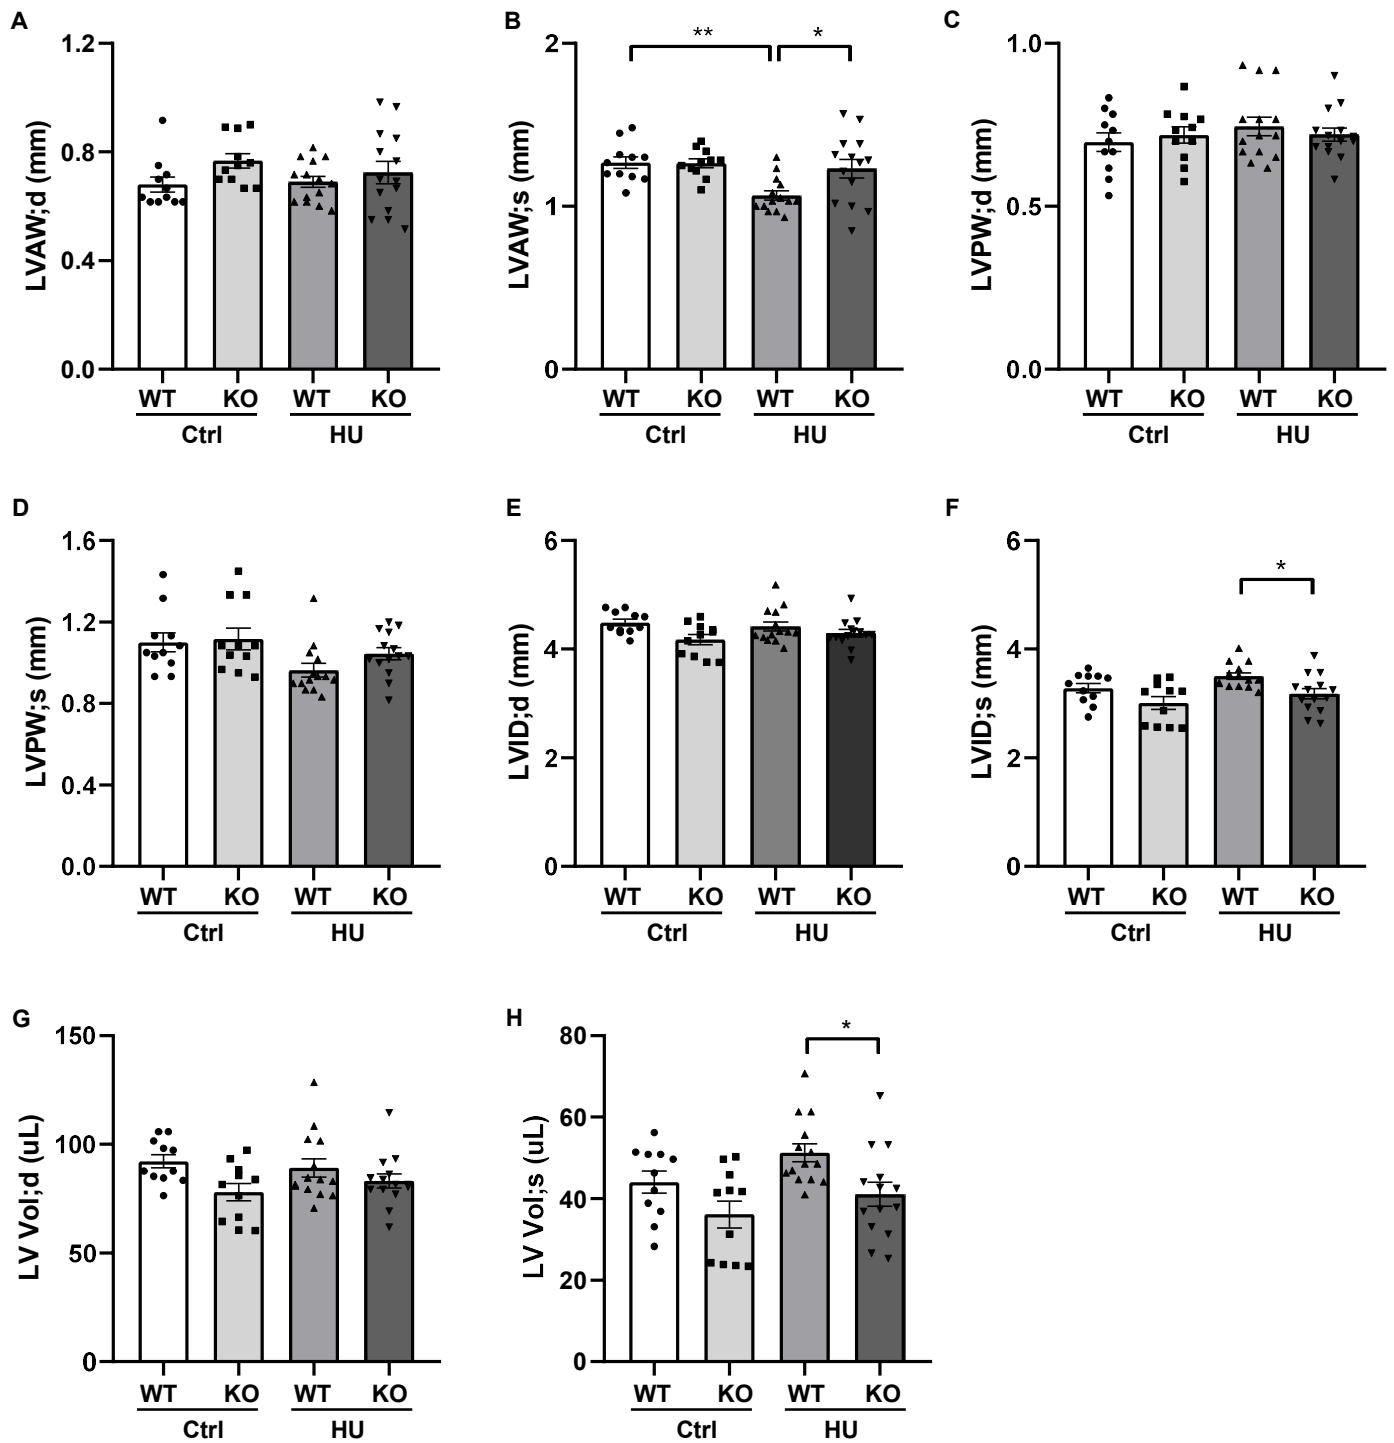 A
LVAW;d (mm)
1.2
0.8
0.4
0.0
WT KO WT KO
Ctrl HU
B
LVAW;s (mm)
2
1
0
** *
WT KO WT KO
Ctrl HU
C
LVPW;d (mm)
1.0
0.5
0.0
WT KO WT KO
Ctrl HU
D
LVPW;s (mm)
1.6
1.2
0.8
0.4
0.0
WT KO WT KO
Ctrl HU
E
LVID;d (mm)
6
4
2
0
WT KO WT KO
Ctrl HU
F
LVID;s (mm)
6
4
2
0
*
WT KO WT KO
Ctrl HU
G
LV Vol;d (uL)
150
100
50
0
WT KO WT KO
Ctrl HU
H
LV Vol;s (uL)
80
60
40
20
0
*
WT KO WT KO
Ctrl HU